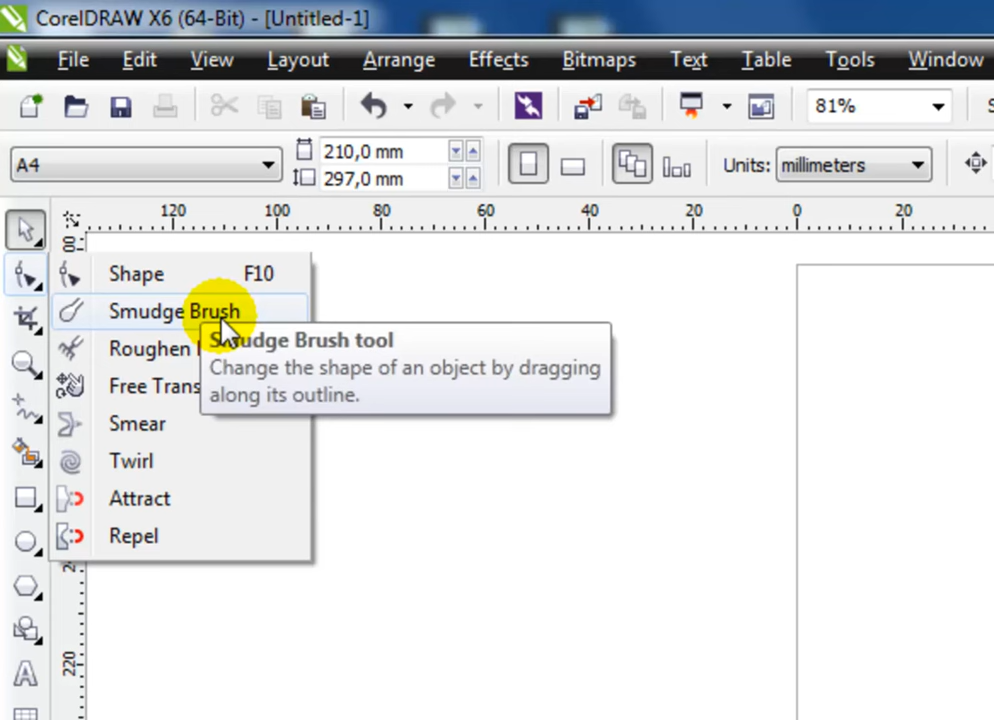 CorelDRAW X6 (64-Bit) - [Untitled-1]
File Edit View Layout Arrange Effects Bitmaps Text Table Tools Window
81%
A4
210,0 mm
297,0 mm
Units: millimeters
120 100 80 60 40 20 0 20
Shape F10
Smudge Brush
Roughen
Smudge Brush tool
Change the shape of an object by dragging
along its outline.
Free Trans
Smear
Twirl
Attract
Repel
220